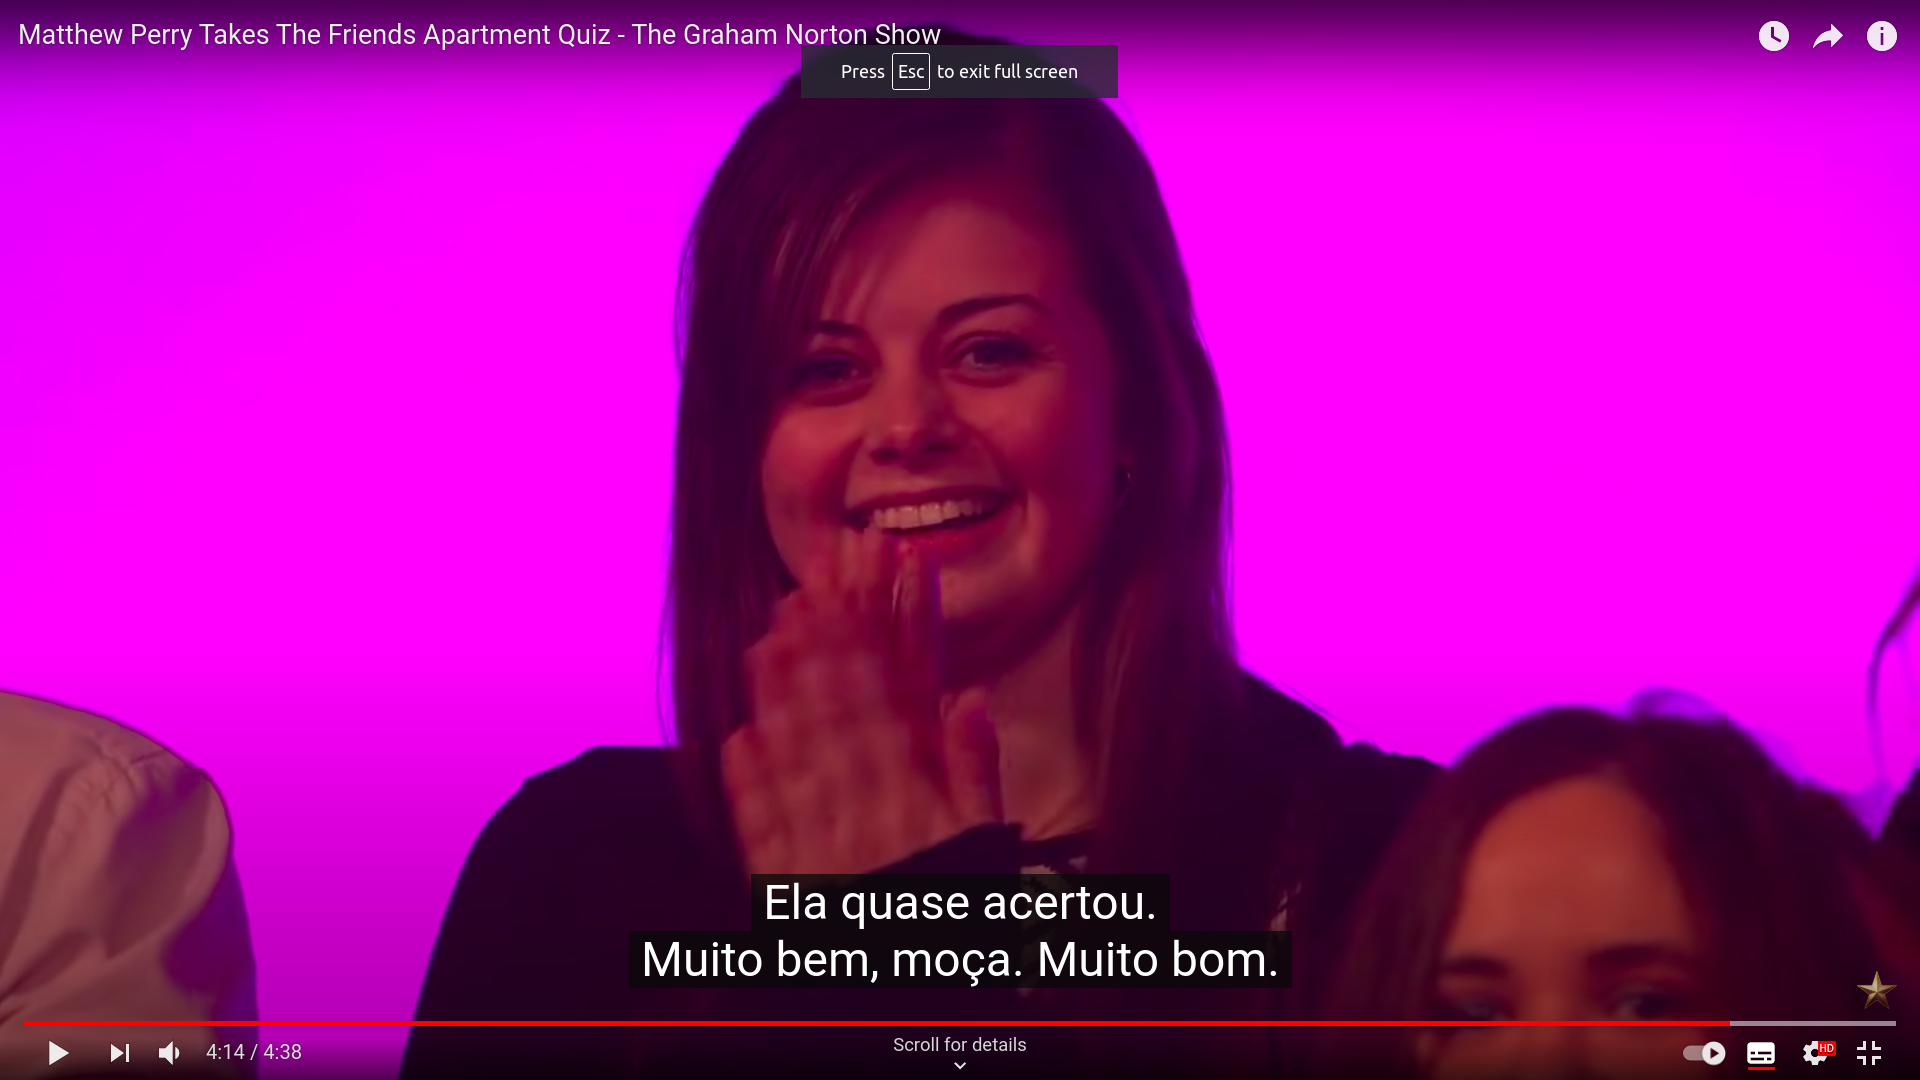 Matthew Perry Takes The Friends Apartment Quiz - The Graham Norton Show
Press Esc to exit full screen
Ela quase acertou.
Muito bem, moça. Muito bom.
4:14 / 4:38
Scroll for details
HD